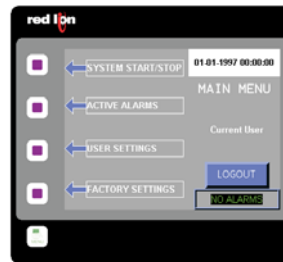 red lion
SYSTEM START/STOP
01-01-1997 00:00:00
MAIN MENU
ACTIVE ALARMS
Current User
USER SETTINGS
LOGOUT
FACTORY SETTINGS
NO ALARMS